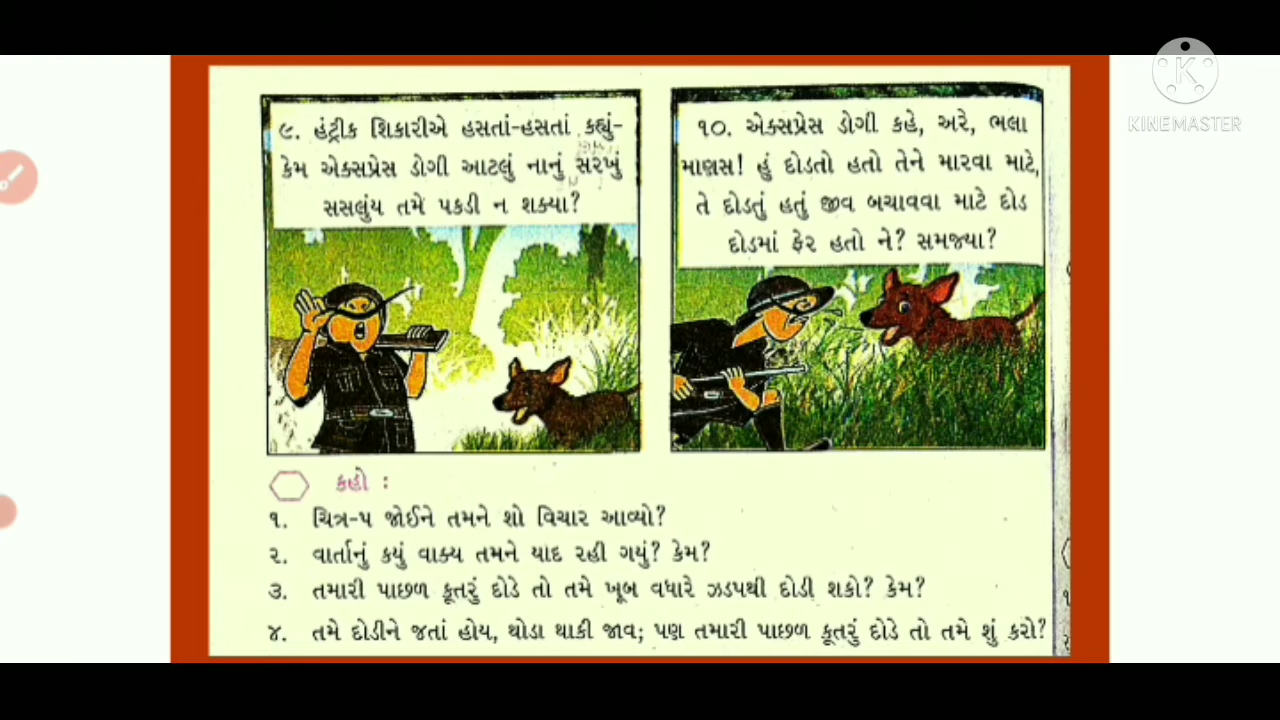 ૯. હંટ્રીક શિકારીએ હસતાં-હસતાં કહ્યું-
કેમ એક્સપ્રેસ ડોગી આટલું નાનું સરખું
સસલુંય તમે પકડી ન શક્યા?
૧૦. એક્સપ્રેસ ડોગી કહે, અરે, ભલા
માણસ! હું દોડતો હતો તેને મારવા માટે,
તે દોડતું હતું જીવ બચાવવા માટે દોડ
દોડમાં ફેર હતો ને? સમજ્યા?
કહો :
૧. ચિત્ર-૫ જોઈને તમને શો વિચાર આવ્યો?
૨. વાર્તાનું કયું વાક્ય તમને યાદ રહી ગયું? કેમ?
૩. તમારી પાછળ કૂતરું દોડે તો તમે ખૂબ વધારે ઝડપથી દોડી શકો? કેમ?
૪. તમે દોડીને જતાં હોય, થોડા થાકી જાવ; પણ તમારી પાછળ કૂતરું દોડે તો તમે શું કરો?
K
KINEMASTER